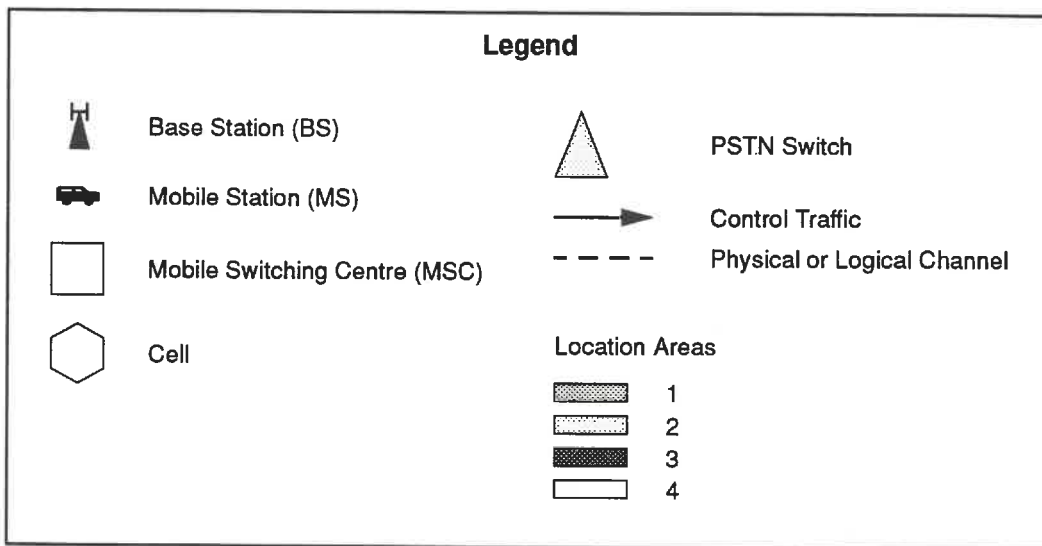 Legend
Base Station (BS)
Mobile Station (MS)
Mobile Switching Centre (MSC)
Cell
PSTN Switch
Control Traffic
Physical or Logical Channel
Location Areas
1
2
3
4